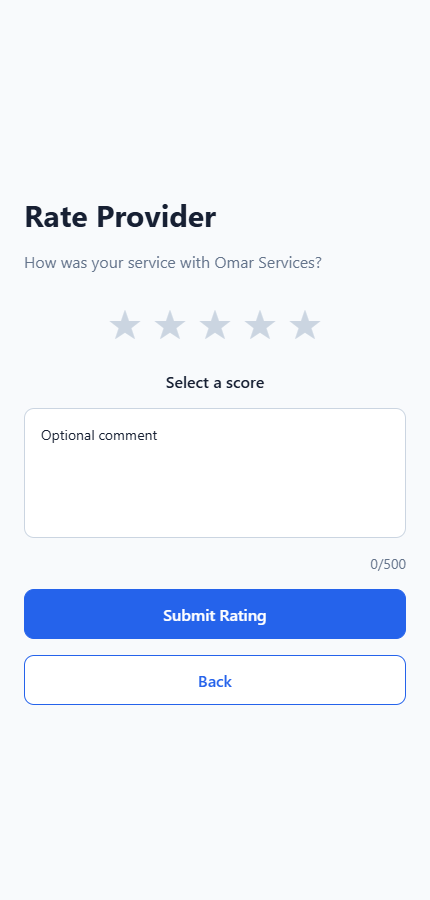 Rate Provider
How was your service with Omar Services?
Select a score
Optional comment
0/500
Submit Rating
Back